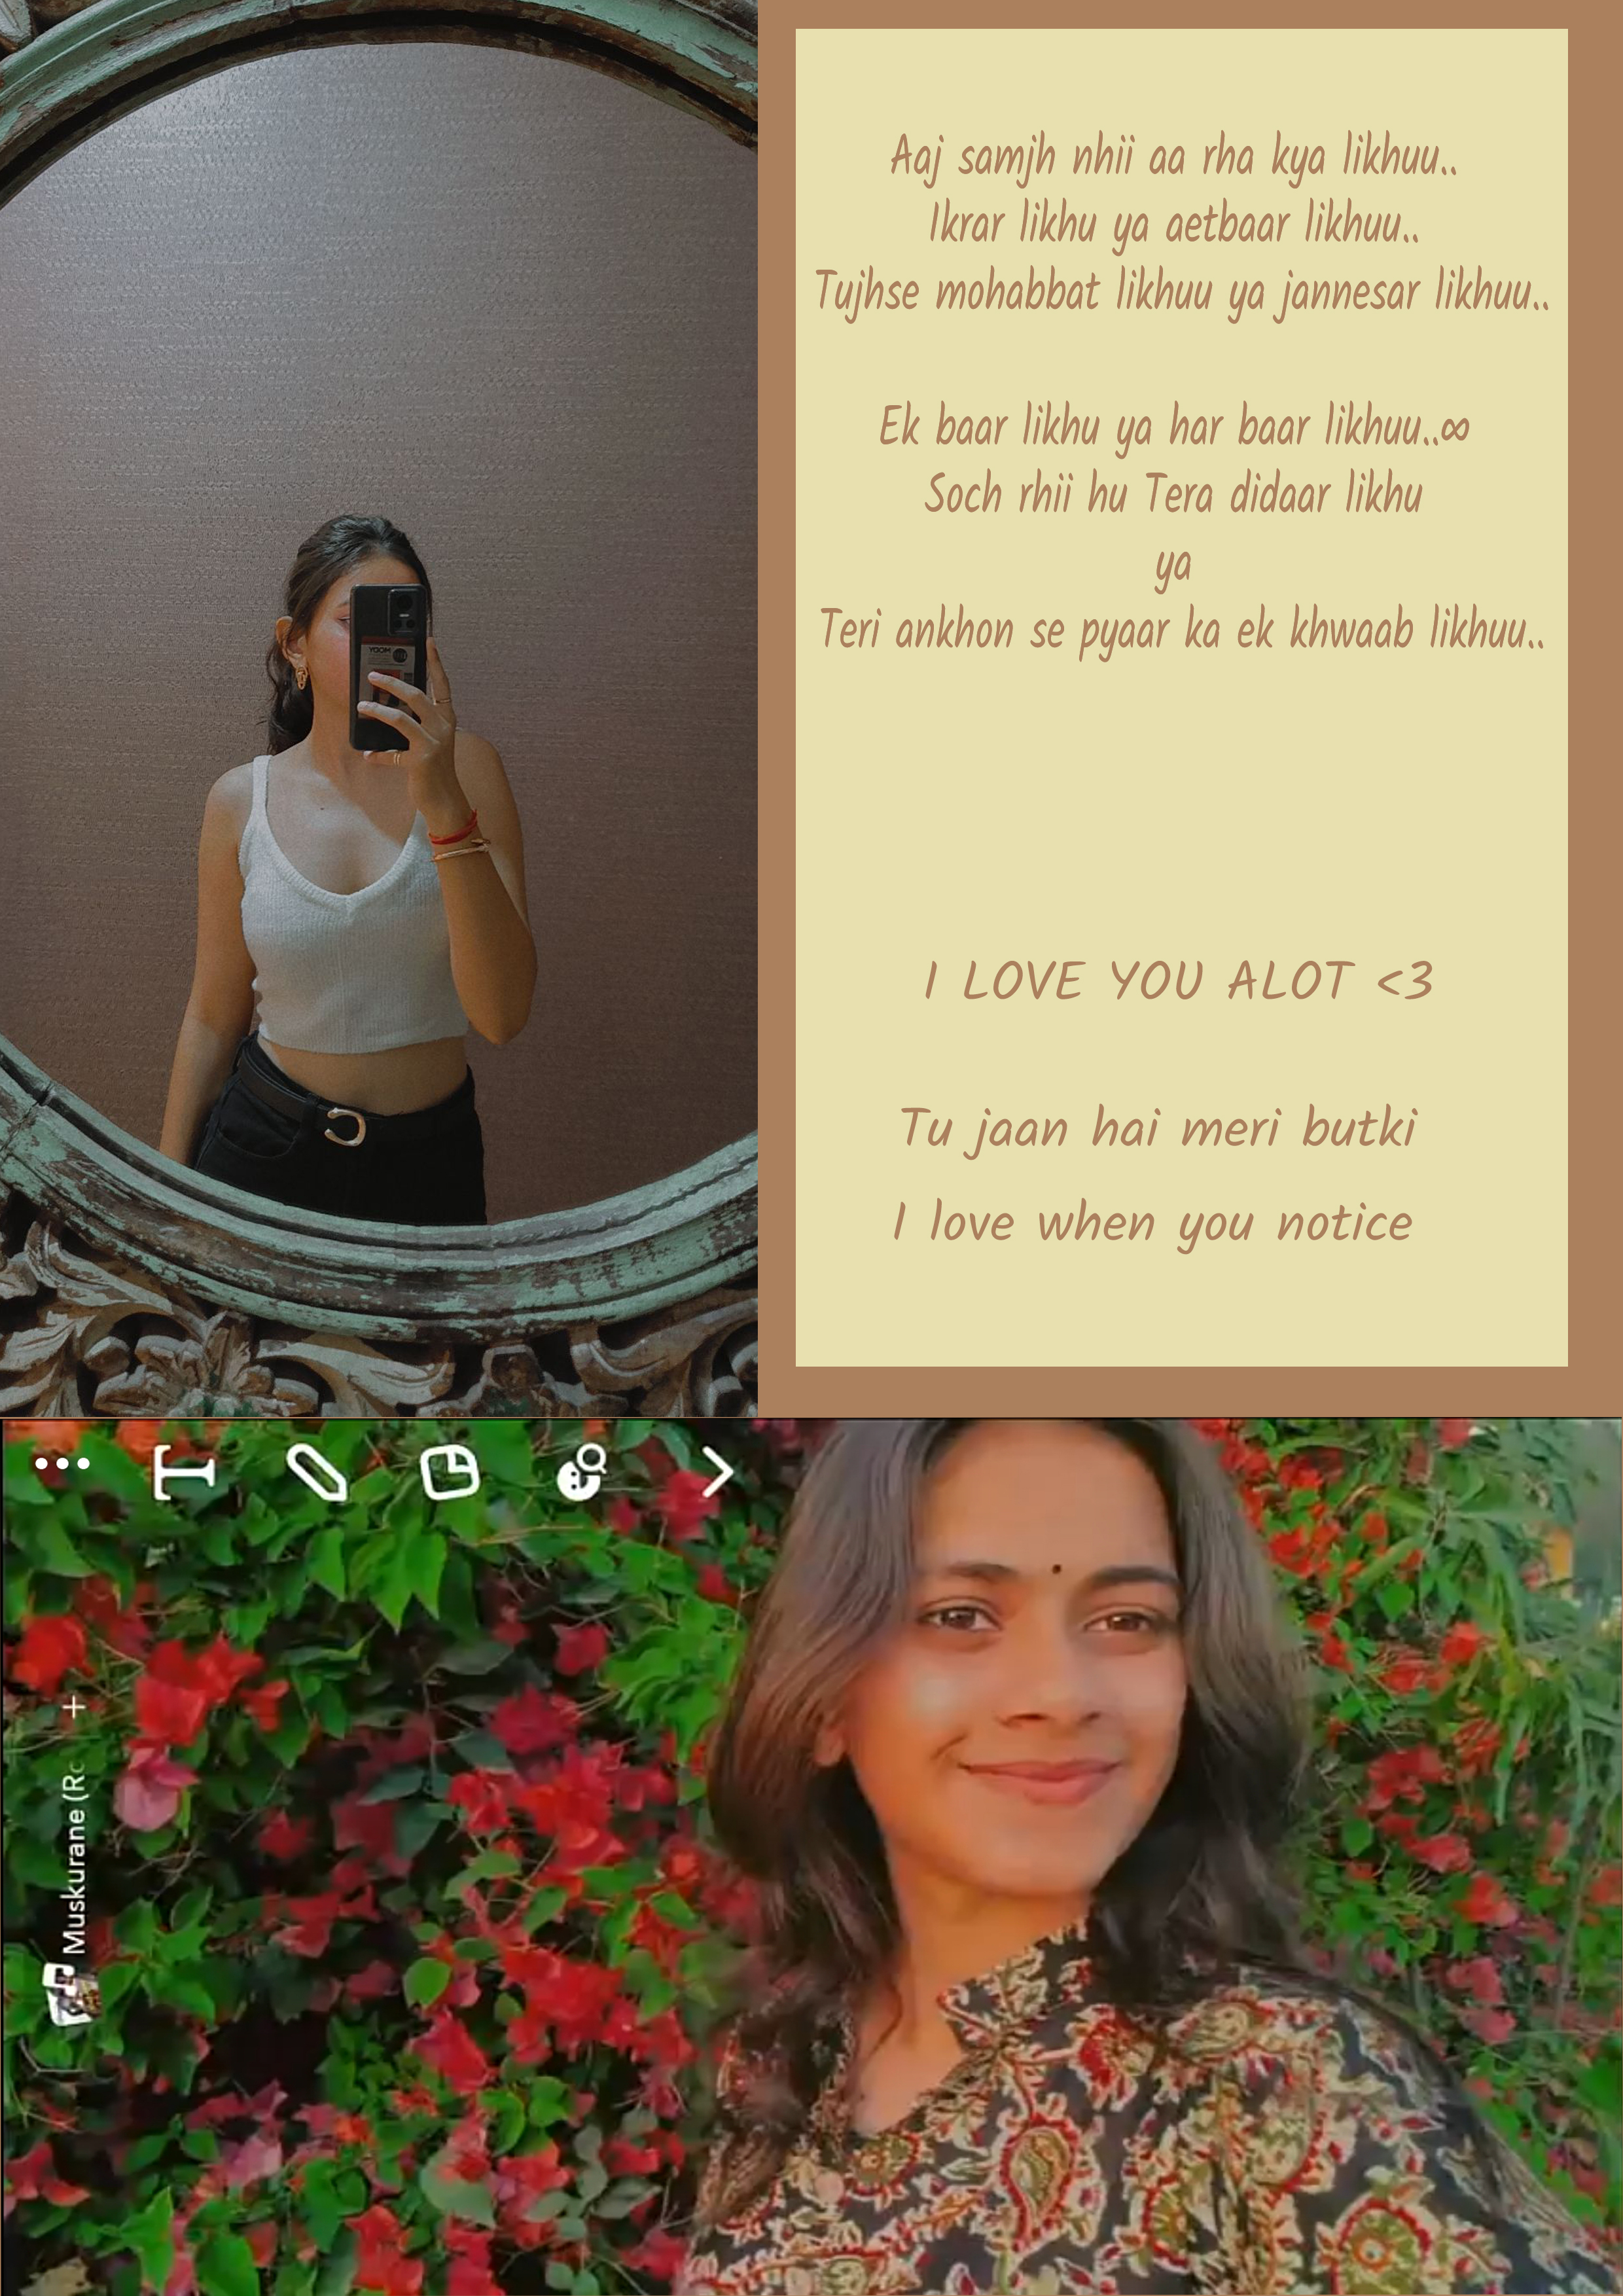 Aaj samjh nhii aa rha kya likhuu..
Ikrar likhu ya aetbaar likhuu..
Tujhse mohabbat likhuu ya jannesar likhuu..
Ek baar likhu ya har baar likhuu..∞
Soch rhii hu Tera didaar likhu
ya
Teri ankhon se pyaar ka ek khwaab likhuu..
I LOVE YOU ALOT <3
Tu jaan hai meri butki
I love when you notice
Muskurane (Ro